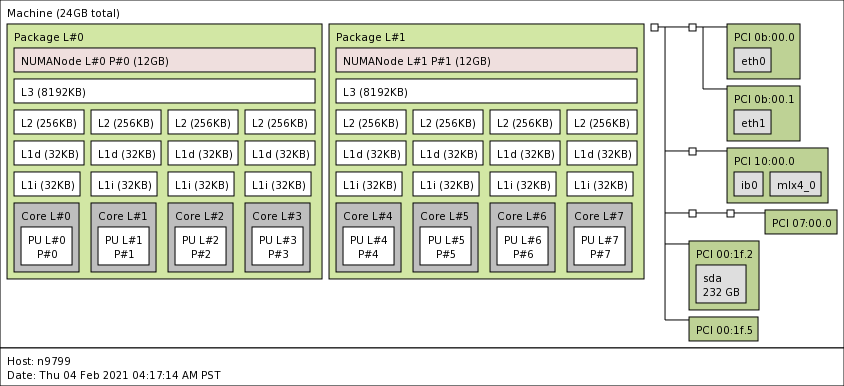 Machine (24GB total)
Package L#0
NUMANode L#0 P#0 (12GB)
L3 (8192KB)
L2 (256KB) L2 (256KB) L2 (256KB) L2 (256KB)
L1d (32KB) L1d (32KB) L1d (32KB) L1d (32KB)
L1i (32KB) L1i (32KB) L1i (32KB) L1i (32KB)
Core L#0 Core L#1 Core L#2 Core L#3
PU L#0 PU L#1 PU L#2 PU L#3
P#0 P#1 P#2 P#3
Package L#1
NUMANode L#1 P#1 (12GB)
L3 (8192KB)
L2 (256KB) L2 (256KB) L2 (256KB) L2 (256KB)
L1d (32KB) L1d (32KB) L1d (32KB) L1d (32KB)
L1i (32KB) L1i (32KB) L1i (32KB) L1i (32KB)
Core L#4 Core L#5 Core L#6 Core L#7
PU L#4 PU L#5 PU L#6 PU L#7
P#4 P#5 P#6 P#7
PCI 0b:00.0
eth0
PCI 0b:00.1
eth1
PCI 10:00.0
ib0 mlx4_0
PCI 07:00.0
PCI 00:1f.2
sda
232 GB
PCI 00:1f.5
Host: n9799
Date: Thu 04 Feb 2021 04:17:14 AM PST